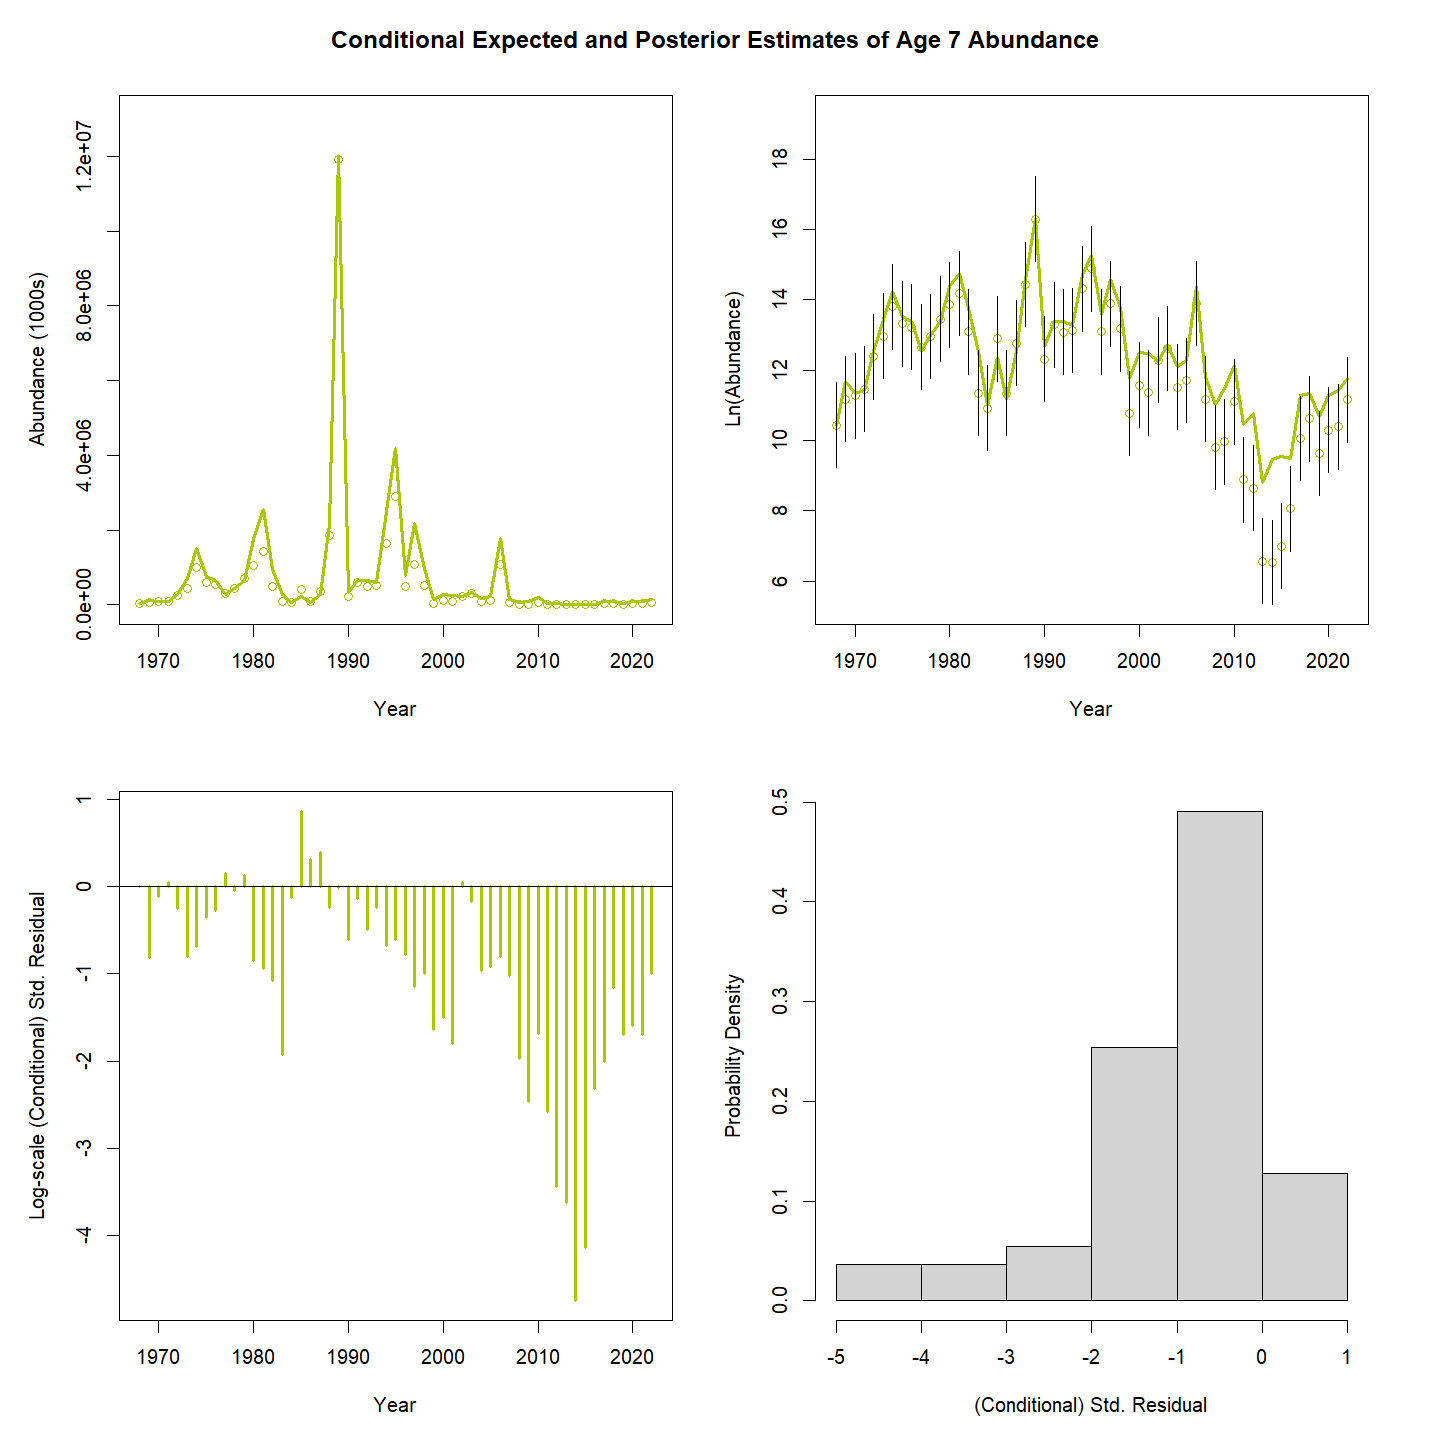 Conditional Expected and Posterior Estimates of Age 7 Abundance
Abundance (1000s)
0.0e+00 4.0e+06 8.0e+06 1.2e+07
1970 1980 1990 2000 2010 2020
Year
Ln(Abundance)
6 8 10 12 14 16 18
1970 1980 1990 2000 2010 2020
Year
Log-scale (Conditional) Std. Residual
-4 -3 -2 -1 0 1
1970 1980 1990 2000 2010 2020
Year
Probability Density
0.0 0.1 0.2 0.3 0.4 0.5
-5 -4 -3 -2 -1 0 1
(Conditional) Std. Residual